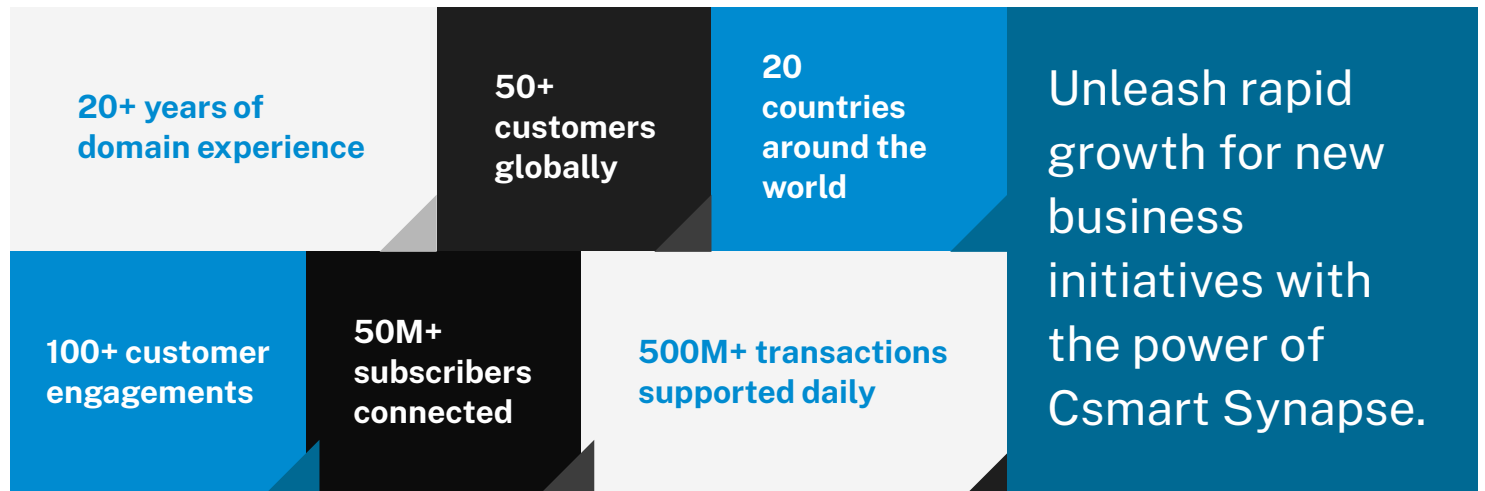 20+ years of
domain experience
50+
customers
globally
20
countries
around the
world
100+ customer
engagements
50M+
subscribers
connected
500M+ transactions
supported daily
Unleash rapid
growth for new
business
initiatives with
the power of
Csmart Synapse.